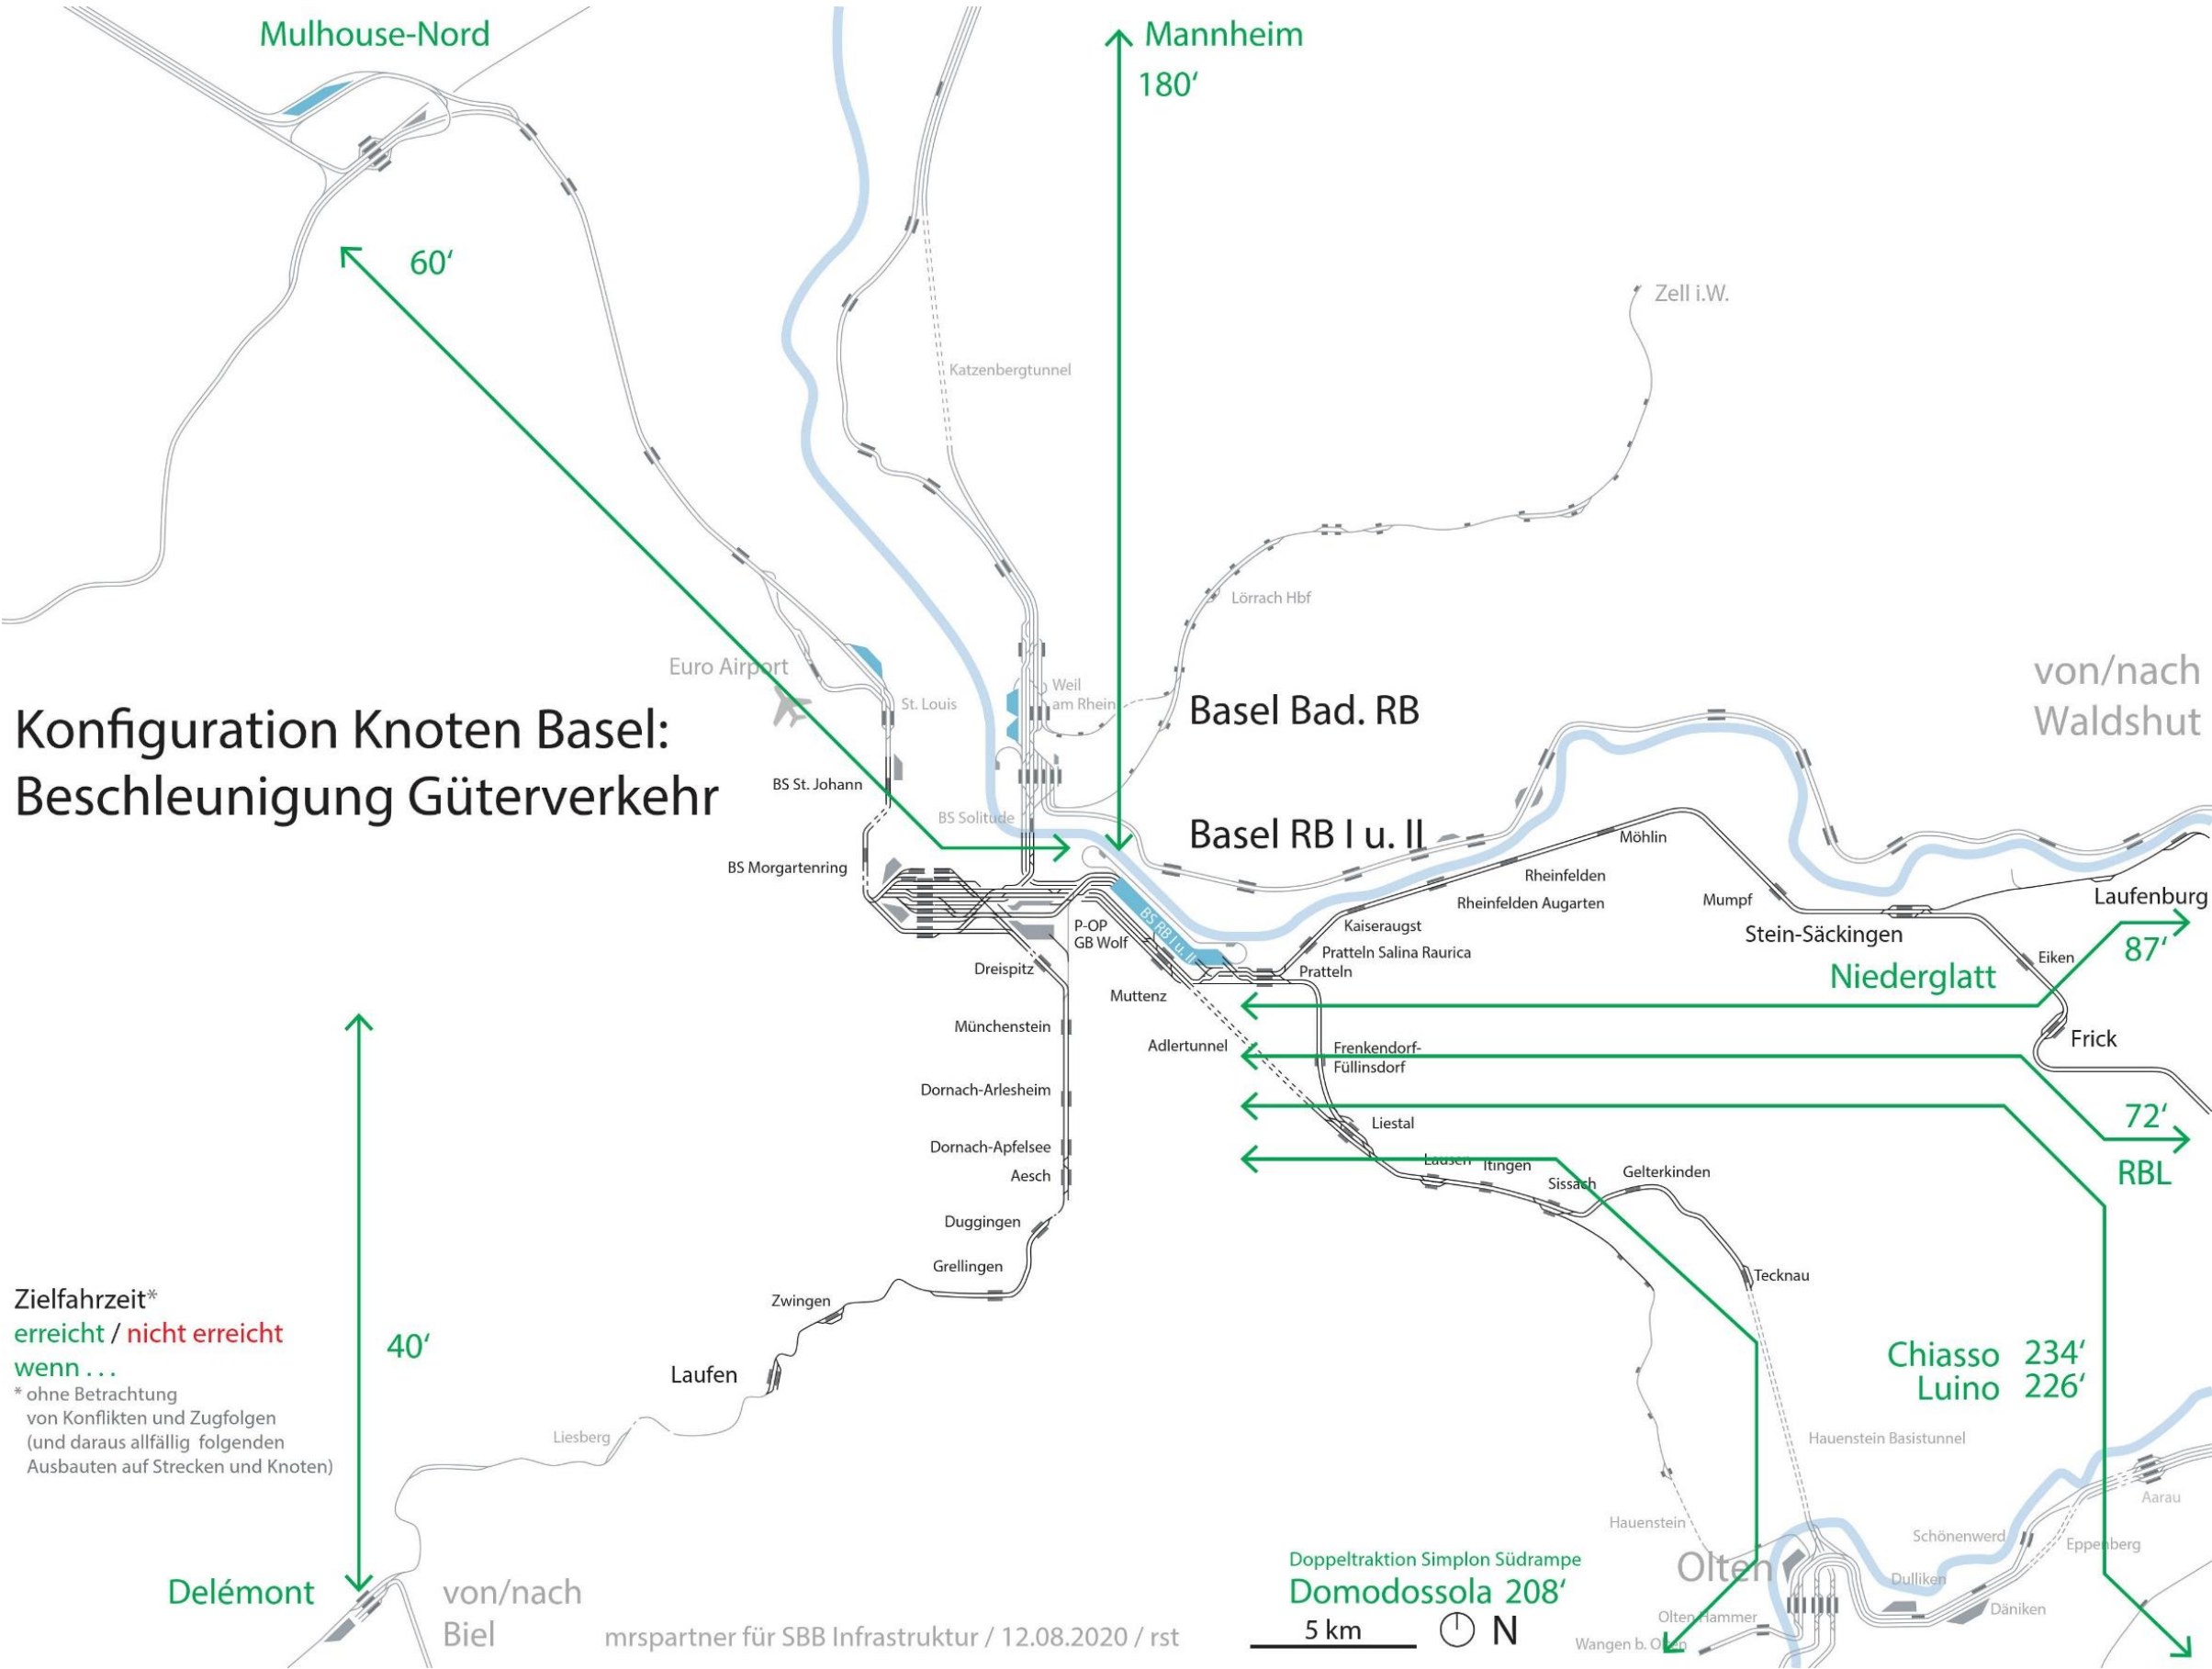 Mulhouse-Nord
Mannheim
180‘
60‘
Zell i.W.
Katzenbergtunnel
Lörrach Hbf
Euro Airport
St. Louis
Weil
am Rhein
Basel Bad. RB
von/nach
Waldshut
Konfiguration Knoten Basel:
Beschleunigung Güterverkehr
BS St. Johann
BS Solitude
Basel RB I u. II
Möhlin
BS Morgartenring
Rheinfelden
Rheinfelden Augarten
Mumpf
Laufenburg
P-OP
GB Wolf
BS RB I u. II
Kaiseraugst
Stein-Säckingen
Pratteln Salina Raurica
Pratteln
Eiken
87‘
Dreispitz
Niederglatt
Muttenz
Münchenstein
Adlertunnel
Frenkendorf-
Füllinsdorf
Frick
Dornach-Arlesheim
Liestal
72‘
Dornach-Apfelsee
Aesch
Lausen
Itingen
Sissach
Gelterkinden
RBL
Duggingen
Grellingen
Tecknau
Zwingen
Zielfahrzeit*
erreicht / nicht erreicht
wenn . . .
* ohne Betrachtung
von Konflikten und Zugfolgen
(und daraus allfällig folgenden
Ausbauten auf Strecken und Knoten)
40‘
Laufen
Chiasso 234‘
Luino 226‘
Liesberg
Hauenstein Basistunnel
Aarau
Hauenstein
Schönenwerd
Eppenberg
Doppeltraktion Simplon Südrampe
Domodossola 208‘
Olten
Dulliken
Däniken
Delémont
von/nach
Biel
Olten Hammer
Wangen b. Olten
mrspartner für SBB Infrastruktur / 12.08.2020 / rst
5 km
N